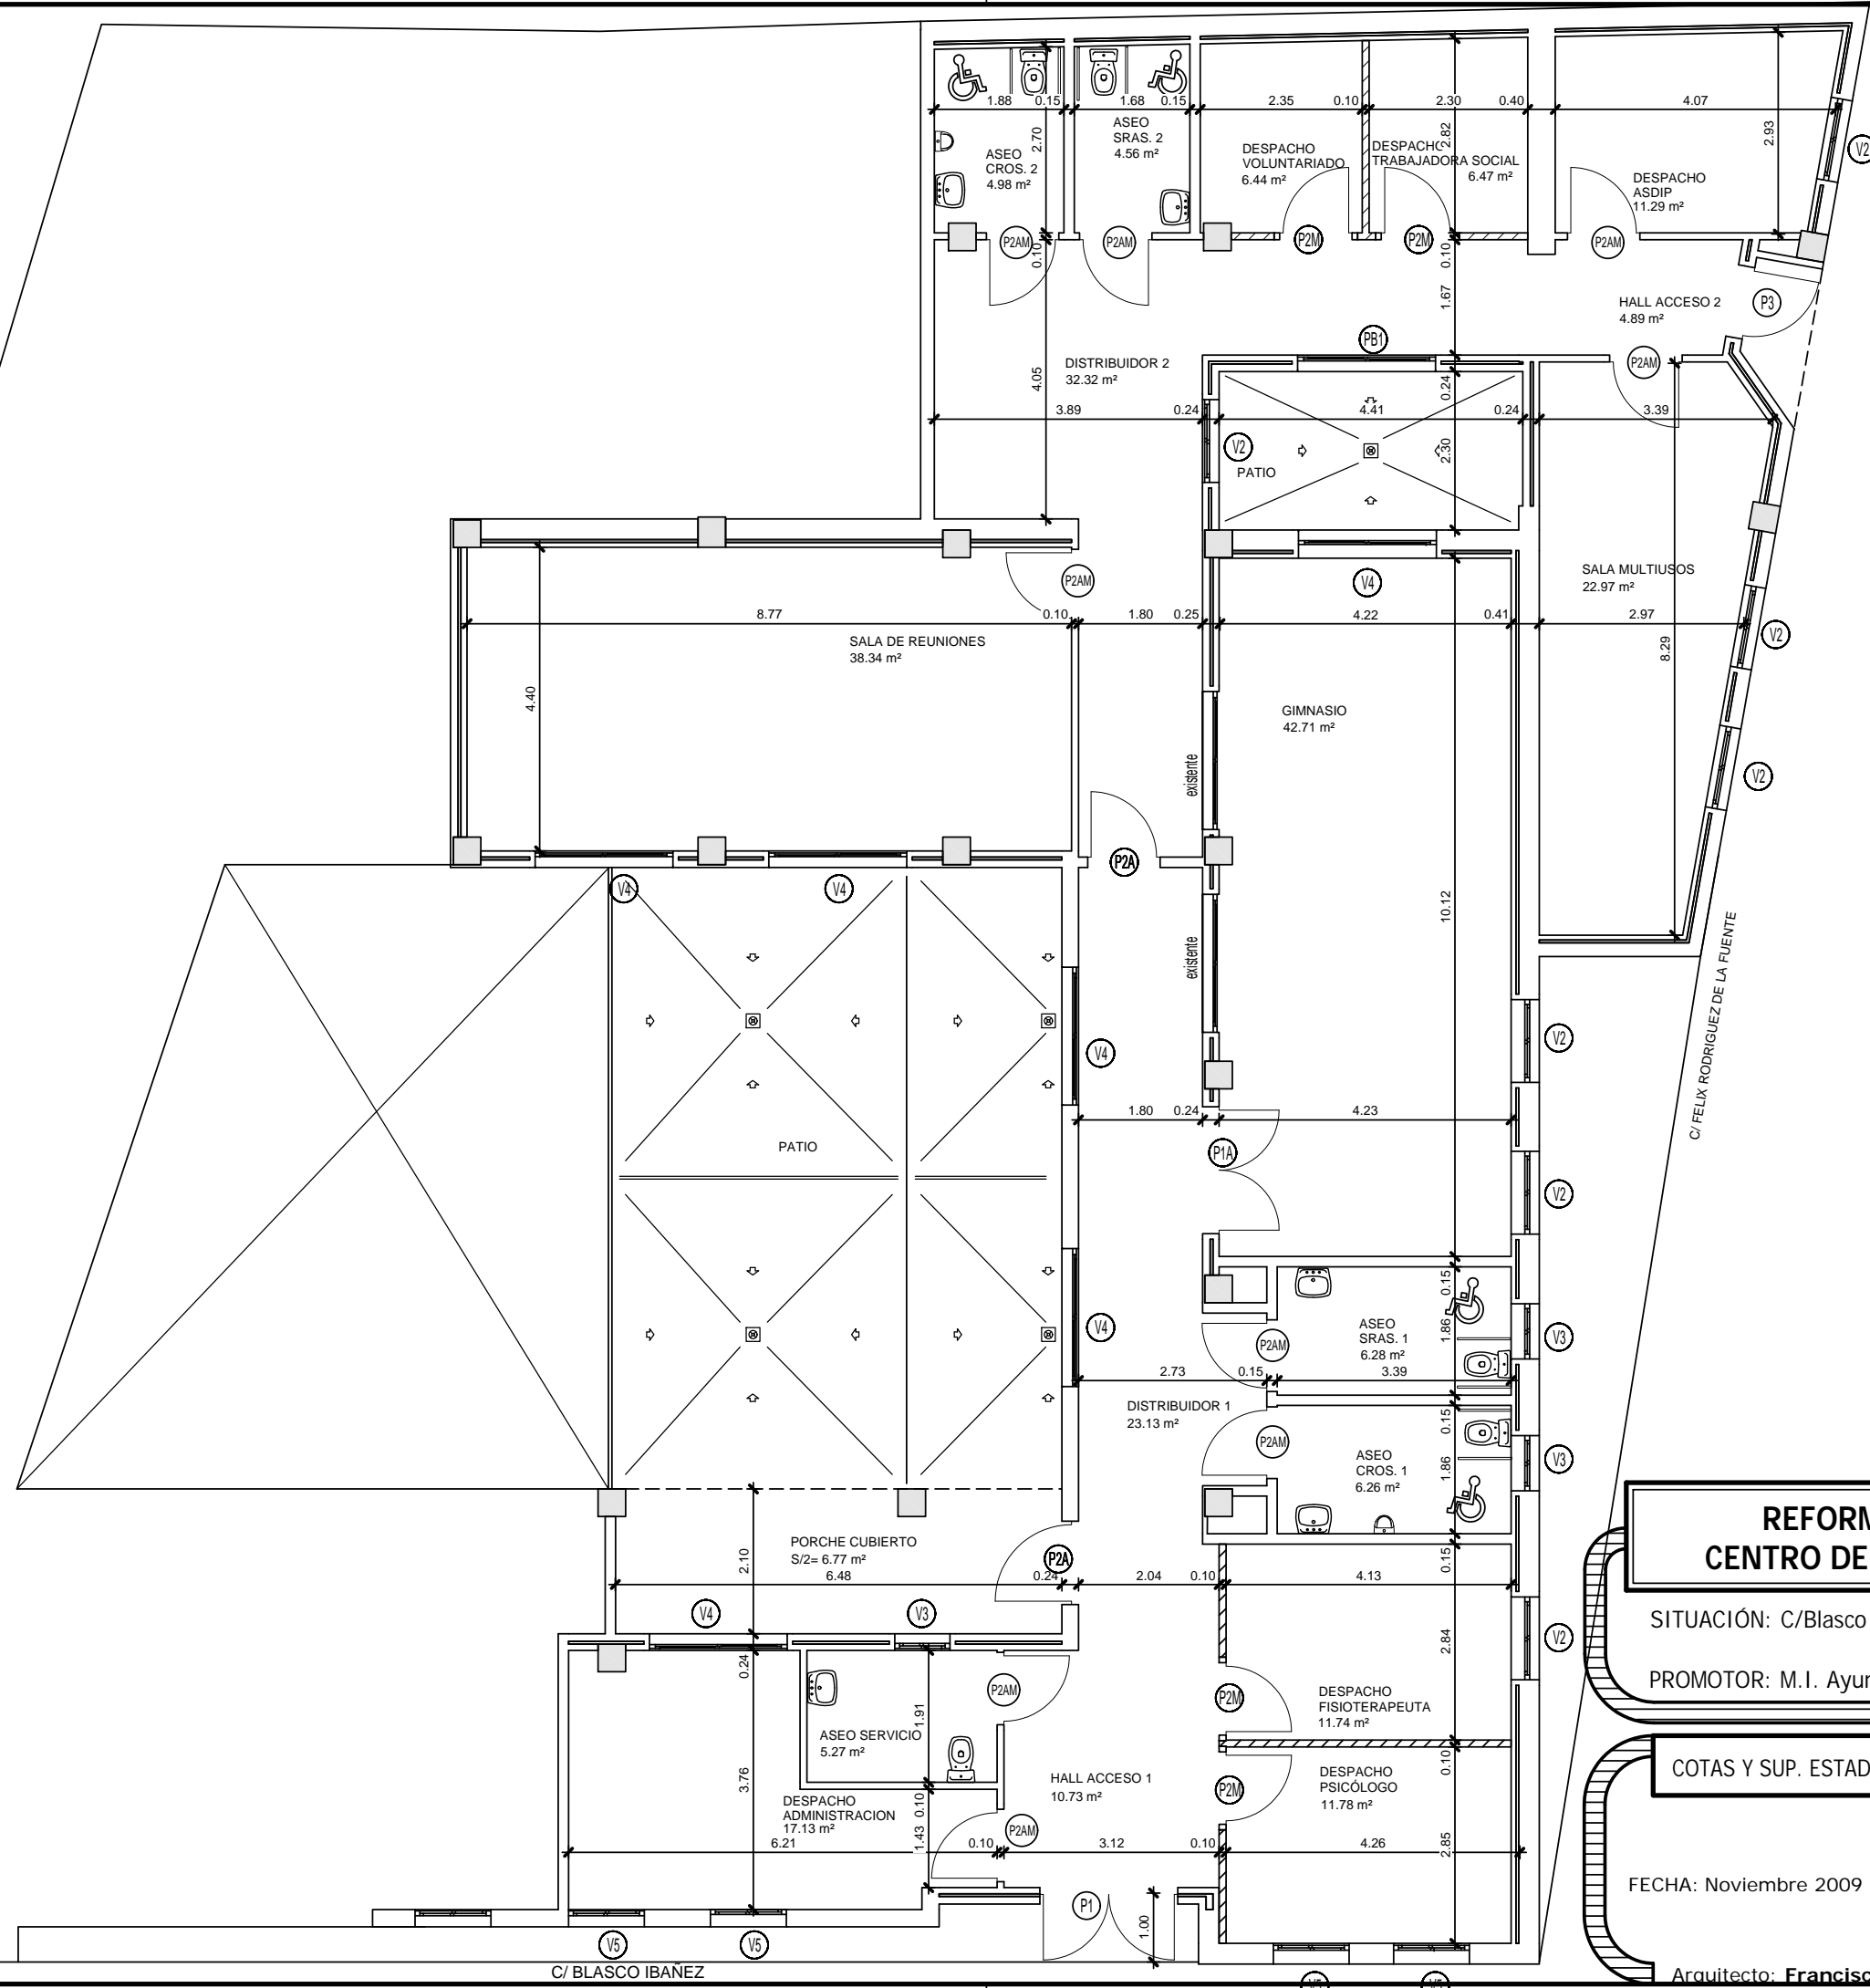 1.88
0.15
1.68
0.15
2.35
0.10
2.30
0.40
4.07
2.70
2.82
2.93
ASEO
CROS. 2
4.98 m²
ASEO
SRAS. 2
4.56 m²
DESPACHO
VOLUNTARIADO
6.44 m²
DESPACHO
TRABAJADORA SOCIAL
6.47 m²
DESPACHO
ASDIP
11.29 m²
V2
P2AM
P2AM
P2M
P2M
P2AM
0.10
0.10
1.67
HALL ACCESO 2
4.89 m²
P3
PB1
P2AM
DISTRIBUIDOR 2
32.32 m²
4.05
0.24
3.89
0.24
4.41
0.24
3.39
V2
PATIO
2.30
P2AM
V4
SALA MULTIUSOS
22.97 m²
8.77
0.10
1.80
0.25
4.22
0.41
2.97
V2
SALA DE REUNIONES
38.34 m²
8.29
4.40
GIMNASIO
42.71 m²
existente
V2
P2A
V4
V4
10.12
existente
C/ FELIX RODRIGUEZ DE LA FUENTE
V4
V2
1.80
0.24
4.23
PATIO
P1A
V2
0.15
V4
P2AM
ASEO
SRAS. 1
6.28 m²
1.86
V3
2.73
0.15
3.39
DISTRIBUIDOR 1
23.13 m²
0.15
P2AM
ASEO
CROS. 1
6.26 m²
1.86
V3
PORCHE CUBIERTO
S/2= 6.77 m²
2.10
P2A
0.15
6.48
0.24
2.04
0.10
4.13
V4
V3
2.84
V2
0.24
P2AM
P2M
DESPACHO
FISIOTERAPEUTA
11.74 m²
1.91
ASEO SERVICIO
5.27 m²
0.10
HALL ACCESO 1
10.73 m²
P2M
DESPACHO
PSICÓLOGO
11.78 m²
3.76
DESPACHO
ADMINISTRACION
17.13 m²
0.10
1.43
P2AM
6.21
0.10
3.12
0.10
4.26
2.85
P1
1.00
V5
V5
V5
V5
C/ BLASCO IBAÑEZ
REFORM
CENTRO DE
SITUACIÓN: C/Blasco
PROMOTOR: M.I. Ayun
COTAS Y SUP. ESTAD
FECHA: Noviembre 2009
Arquitecto: Francisc